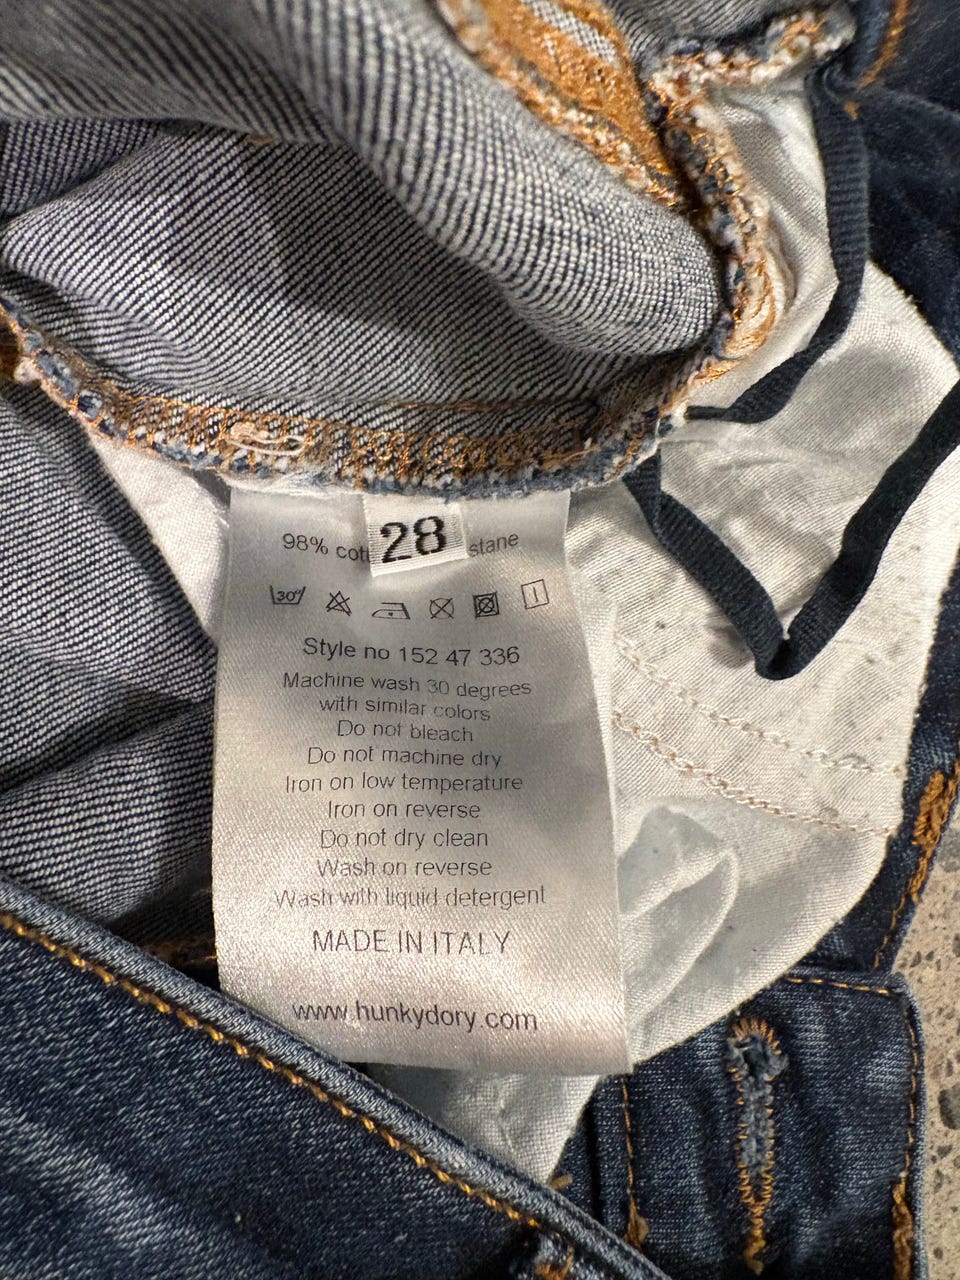 98% cot 28 stane
30°
Style no 152 47 336
Machine wash 30 degrees
with similar colors
Do not bleach
Do not machine dry
Iron on low temperature
Iron on reverse
Do not dry clean
Wash on reverse
Wash with liquid detergent
MADE IN ITALY
www.hunkydory.com